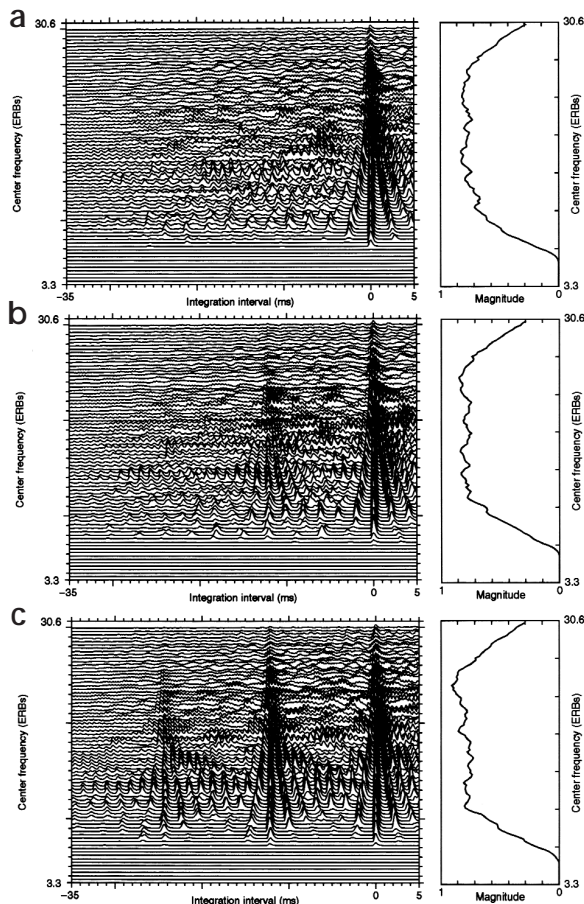 a
30.6
Center frequency (ERBs)
3.3
−35
Integration interval (ms)
0
5
30.6
Center frequency (ERBs)
3.3
1
Magnitude
0
b
30.6
Center frequency (ERBs)
3.3
−35
Integration interval (ms)
0
5
30.6
Center frequency (ERBs)
3.3
1
Magnitude
0
c
30.6
Center frequency (ERBs)
3.3
−35
Integration interval (ms)
0
5
30.6
Center frequency (ERBs)
3.3
1
Magnitude
0